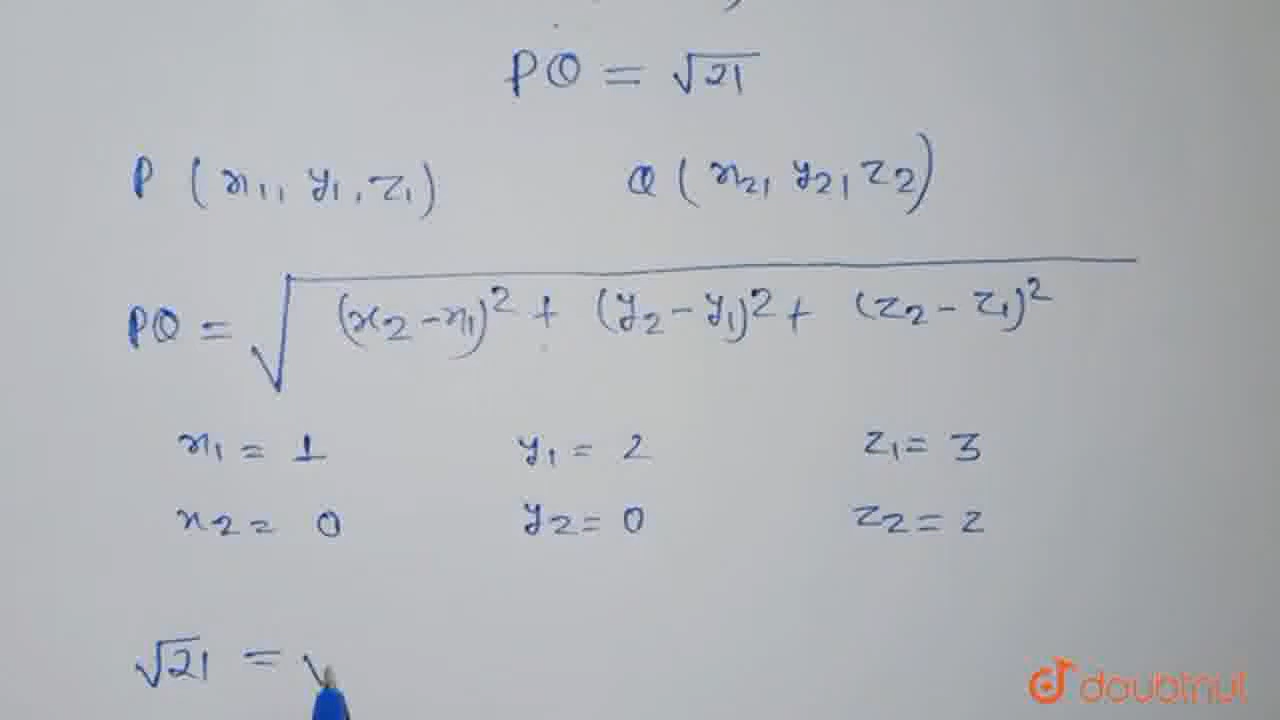 PQ = √21
P (x₁, y₁, z₁) Q (x₂, y₂, z₂)
PQ = √(x₂ - x₁)² + (y₂ - y₁)² + (z₂ - z₁)²
x₁ = 1 y₁ = 2 z₁ = 3
x₂ = 0 y₂ = 0 z₂ = z
√21 = √
doubtnut